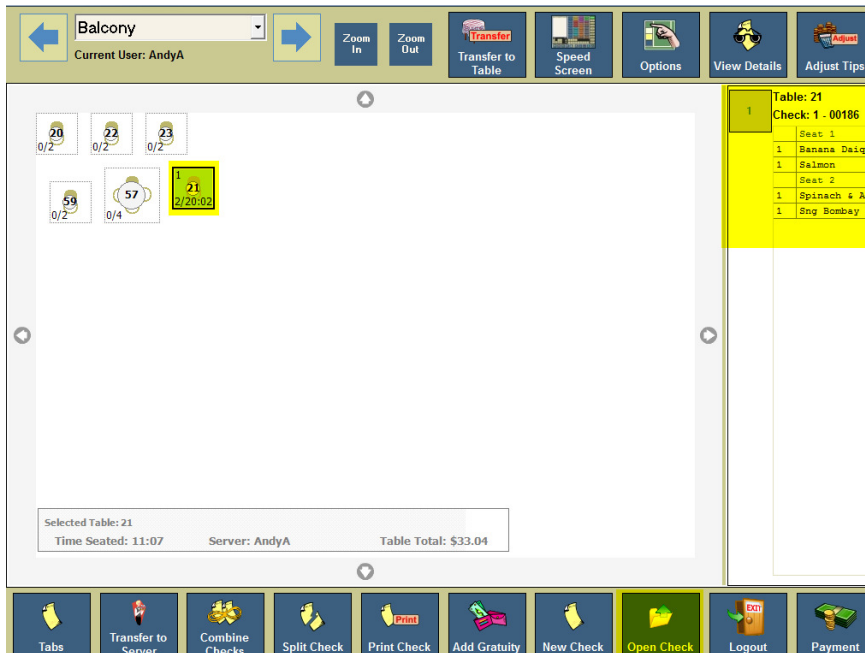 Balcony
Current User: AndyA
Zoom
In
Zoom
Out
Transfer
Transfer to
Table
Speed
Screen
Options
View Details
Adjust
Adjust Tips
20
0/2
22
0/2
23
0/2
59
0/2
57
0/4
1
21
2/20:02
Selected Table: 21
Time Seated: 11:07 Server: AndyA Table Total: $33.04
1
Table: 21
Check: 1 - 00186
Seat 1
1 Banana Daiq
1 Salmon
Seat 2
1 Spinach & A
1 Sng Bombay
Tabs
Transfer to
Server
Combine
Checks
Split Check
Print
Print Check
Add Gratuity
New Check
Open Check
EXIT
Logout
Payment